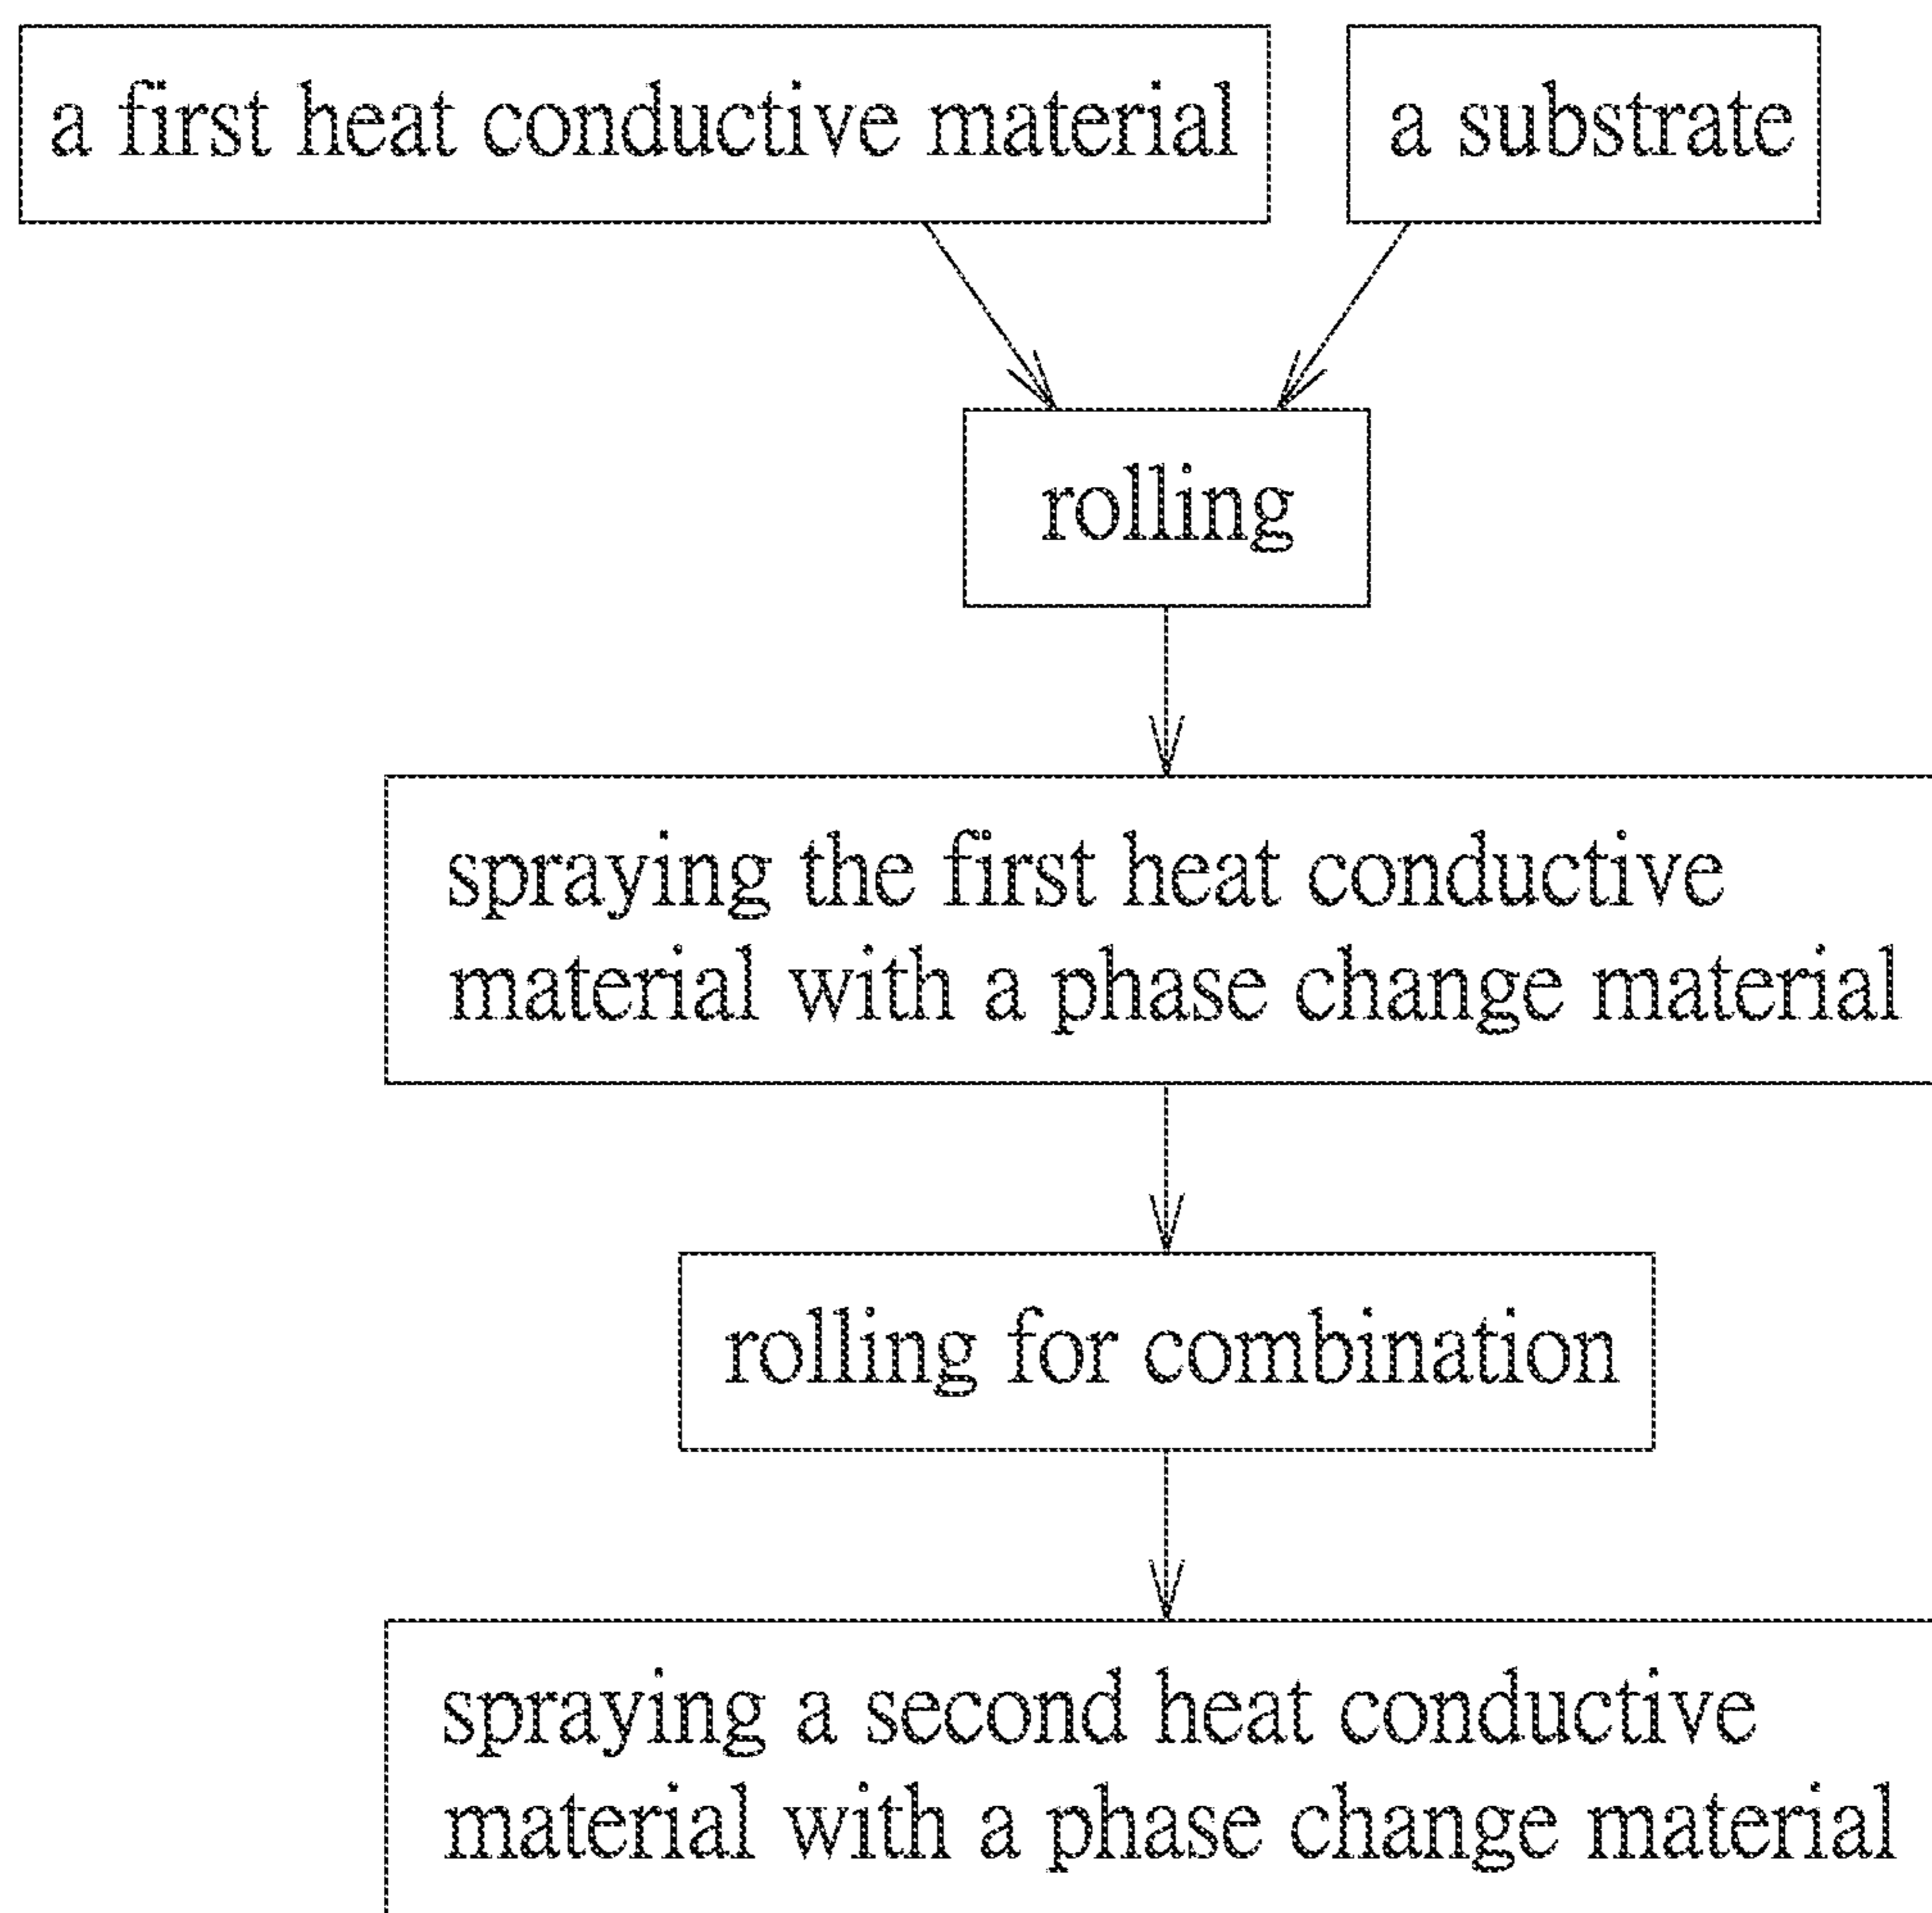 a first heat conductive material
a substrate
rolling
spraying the first heat conductive
material with a phase change material
rolling for combination
spraying a second heat conductive
material with a phase change material